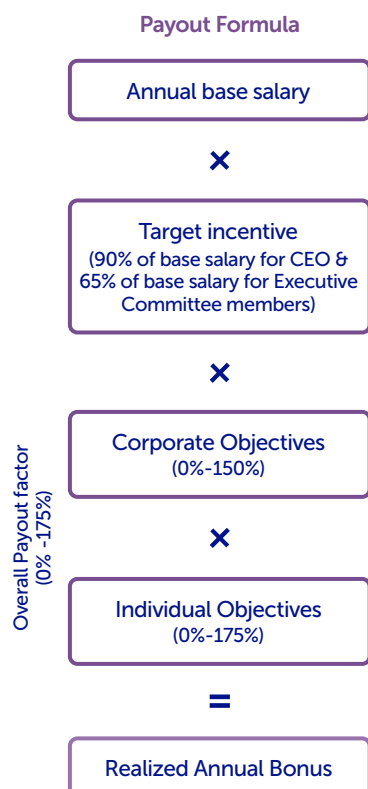 Payout Formula
Annual base salary
×
Target incentive
(90% of base salary for CEO &
65% of base salary for Executive
Committee members)
×
Corporate Objectives
(0%-150%)
×
Overall Payout factor
(0% -175%)
Individual Objectives
(0%-175%)
=
Realized Annual Bonus